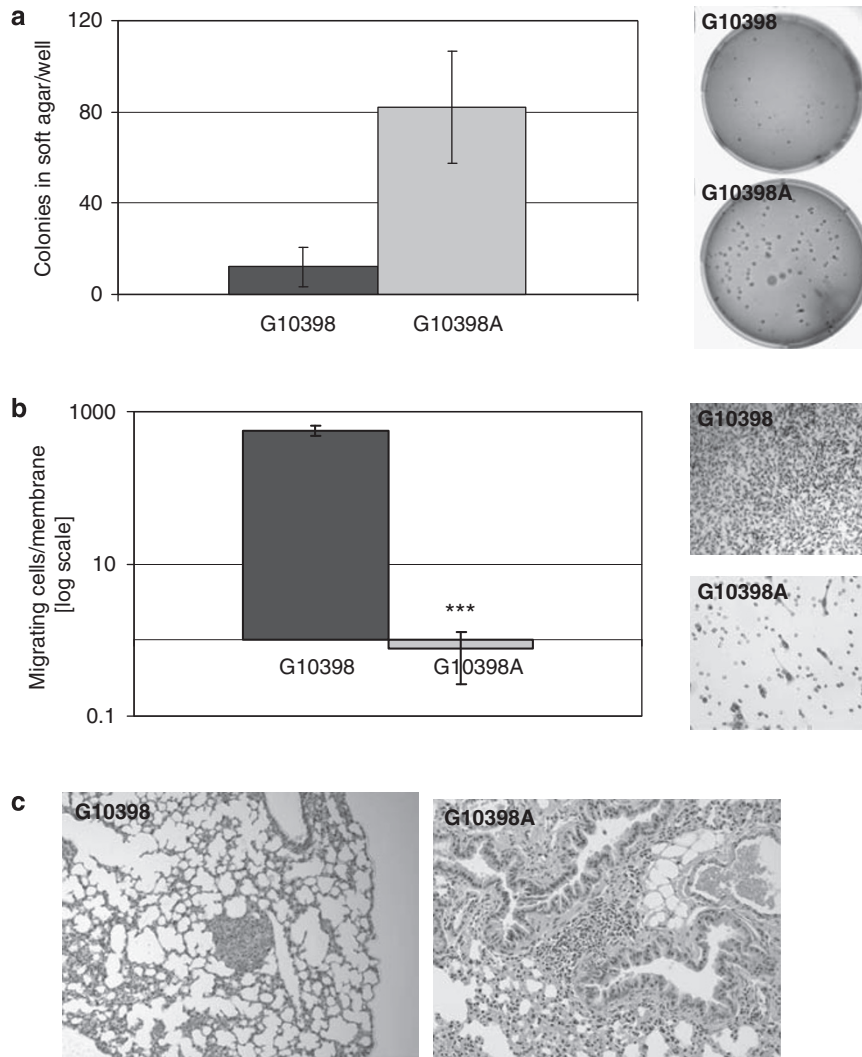 a
Colonies in soft agar/well
120
80
40
0
G10398
G10398A
G10398
G10398A
b
Migrating cells/membrane
[log scale]
1000
10
0.1
***
G10398
G10398A
G10398
G10398A
c
G10398
G10398A